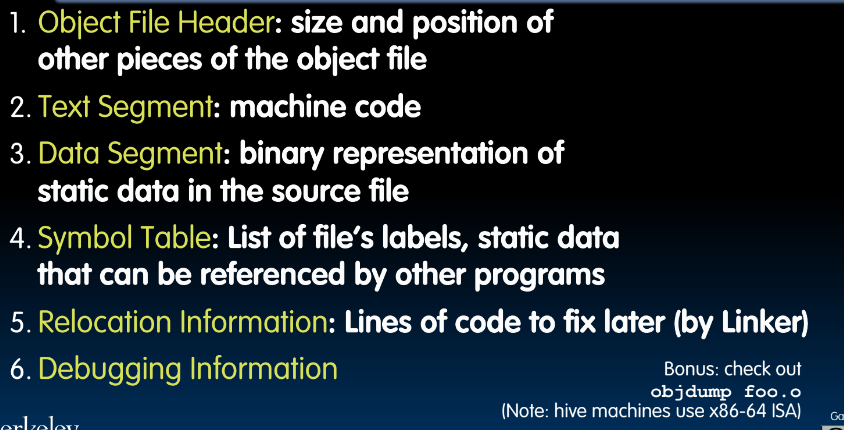 1. Object File Header: size and position of
other pieces of the object file
2. Text Segment: machine code
3. Data Segment: binary representation of
static data in the source file
4. Symbol Table: List of file’s labels, static data
that can be referenced by other programs
5. Relocation Information: Lines of code to fix later (by Linker)
6. Debugging Information
Bonus: check out
objdump foo.o
(Note: hive machines use x86-64 ISA)